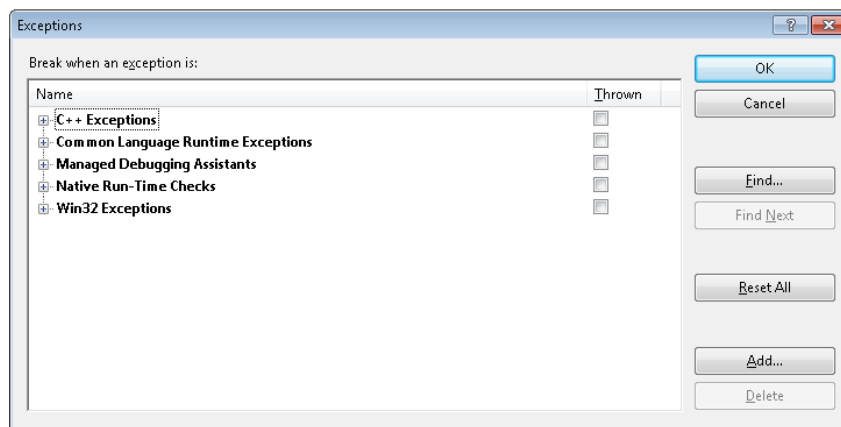 Exceptions
Break when an exception is:
Name Thrown
C++ Exceptions
Common Language Runtime Exceptions
Managed Debugging Assistants
Native Run-Time Checks
Win32 Exceptions
OK
Cancel
Find...
Find Next
Reset All
Add...
Delete